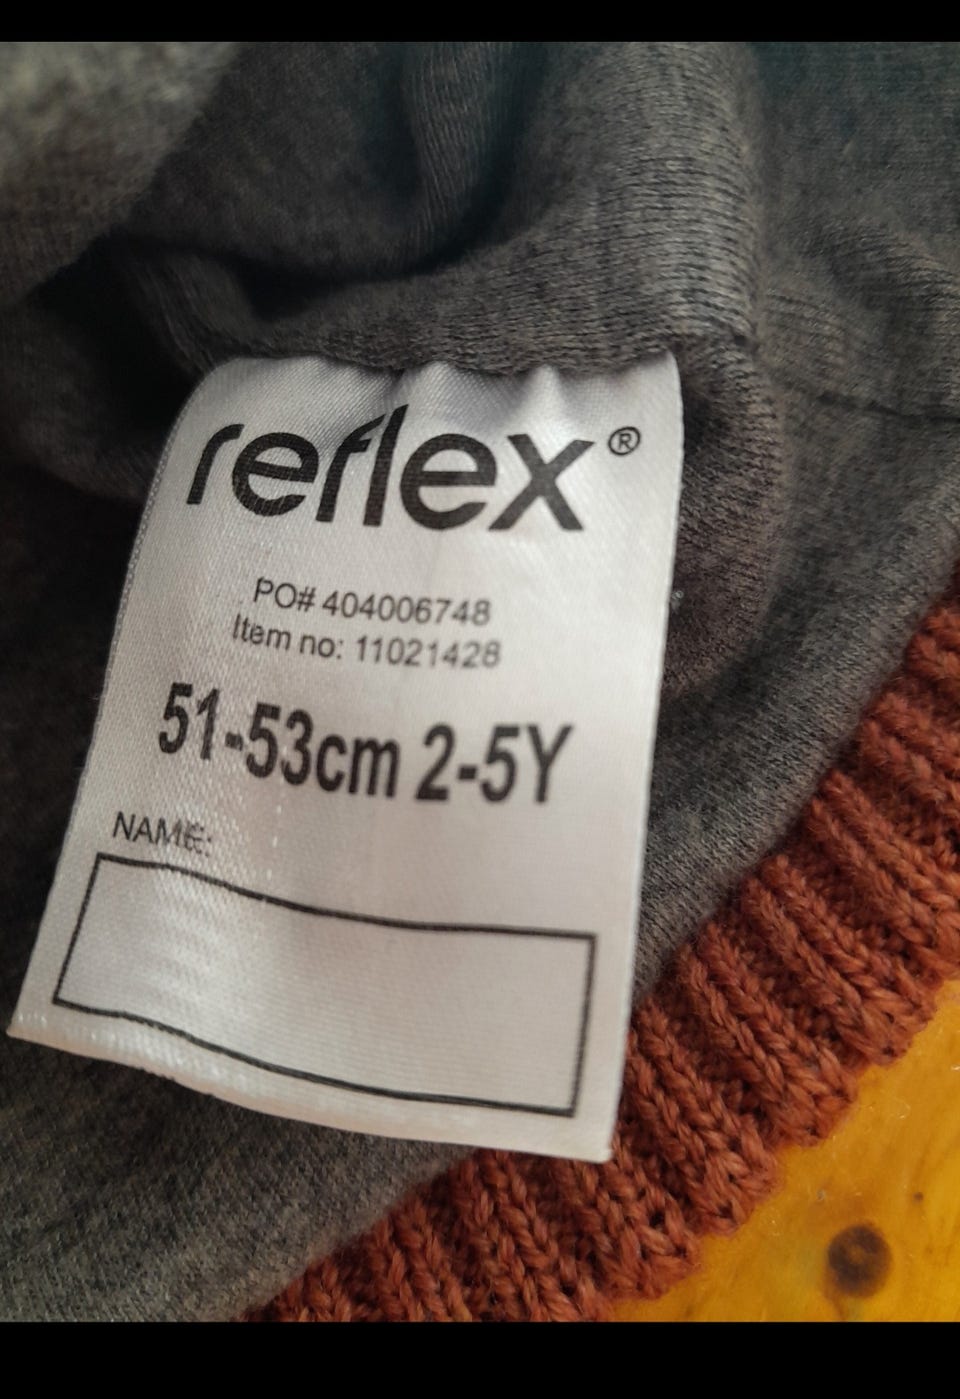 reflex®
PO# 404006748
Item no: 11021428
51-53cm 2-5Y
NAME: